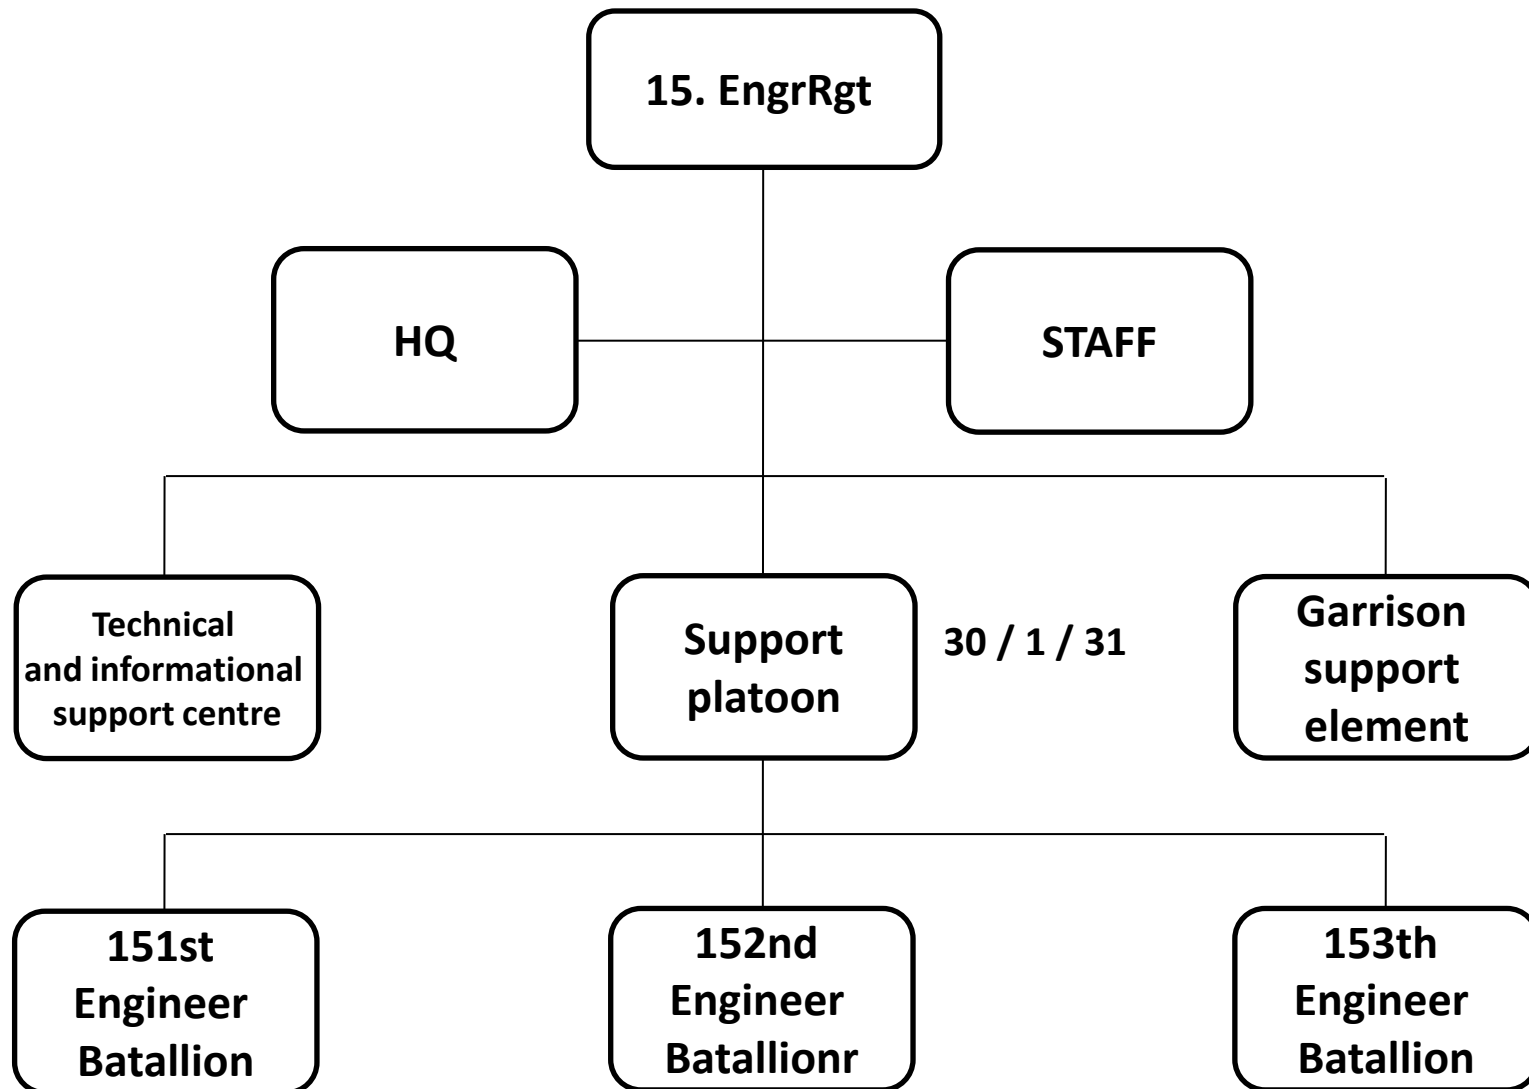 15. EngrRgt
HQ
STAFF
Technical
and informational
support centre
Support
platoon
30 / 1 / 31
Garrison
support
element
151st
Engineer
Batallion
152nd
Engineer
Batallionr
153th
Engineer
Batallion